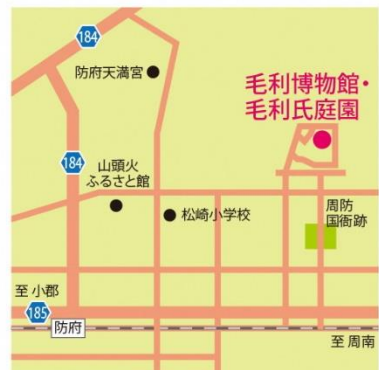 184
防府天満宮
毛利博物館・
毛利氏庭園
184
山頭火
ふるさと館
松崎小学校
周防
国衙跡
至 小郡
185
防府
至 周南